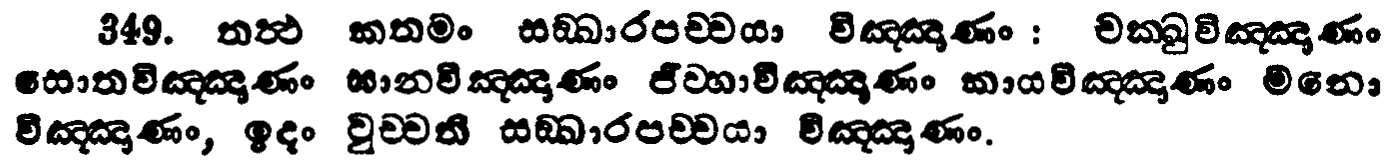 349. තත්ථ කතමං සඞ්ඛාරපච්චයා විඤ්ඤාණං: චක්ඛුවිඤ්ඤාණං
සොතවිඤ්ඤාණං ඝානවිඤ්ඤාණං ජිව්හාවිඤ්ඤාණං කායවිඤ්ඤාණං මනො
විඤ්ඤාණං, ඉදං වුච්චති සඞ්ඛාරපච්චයා විඤ්ඤාණං.